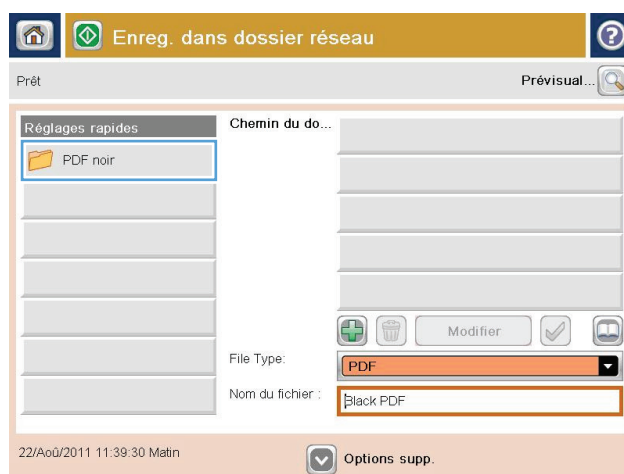 Enreg. dans dossier réseau
Prêt
Prévisual...
Réglages rapides
Chemin du do...
PDF noir
Modifier
File Type:
PDF
Nom du fichier :
Black PDF
22/Aoû/2011 11:39:30 Matin
Options supp.